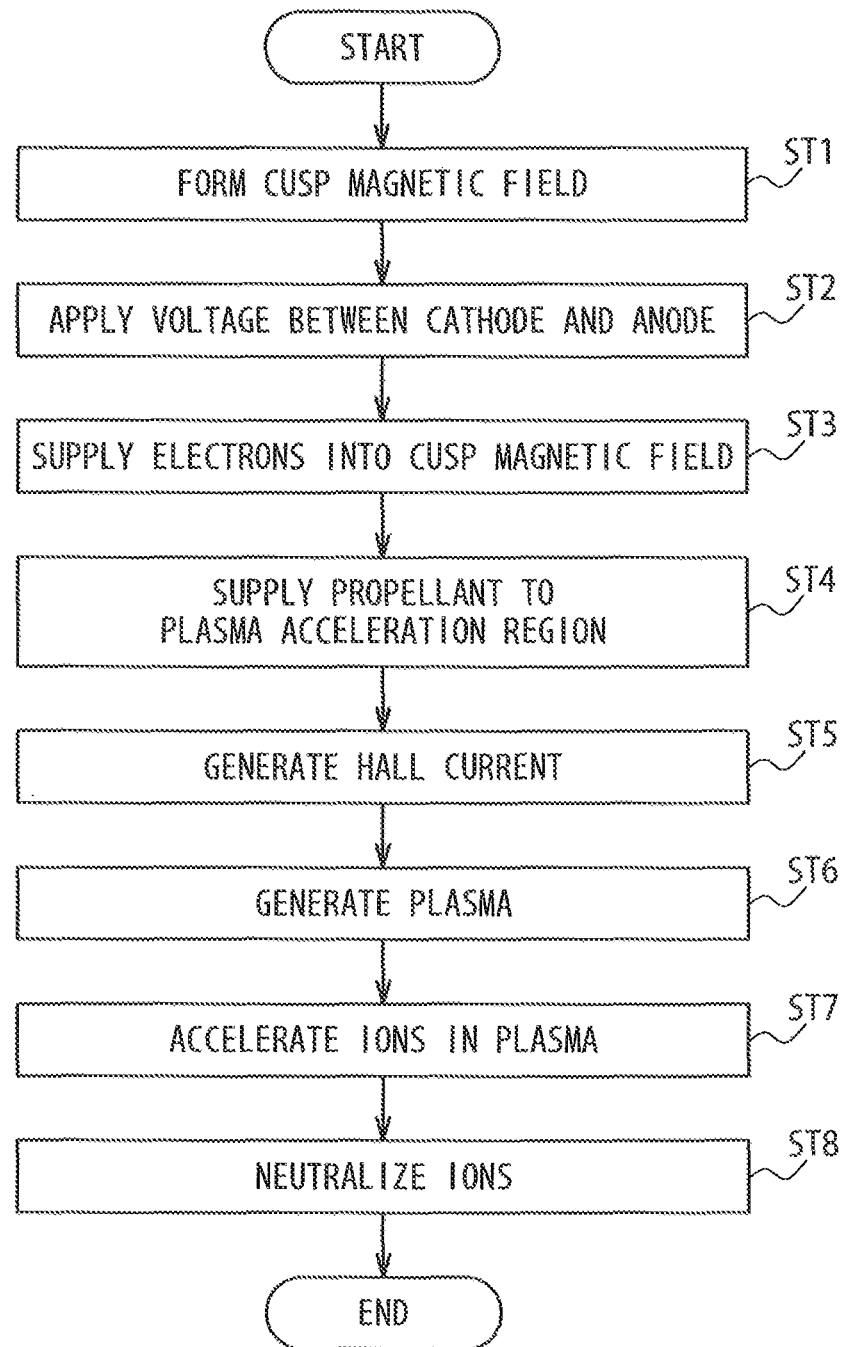 START
FORM CUSP MAGNETIC FIELD
ST1
APPLY VOLTAGE BETWEEN CATHODE AND ANODE
ST2
SUPPLY ELECTRONS INTO CUSP MAGNETIC FIELD
ST3
SUPPLY PROPELLANT TO
PLASMA ACCELERATION REGION
ST4
GENERATE HALL CURRENT
ST5
GENERATE PLASMA
ST6
ACCELERATE IONS IN PLASMA
ST7
NEUTRALIZE IONS
ST8
END